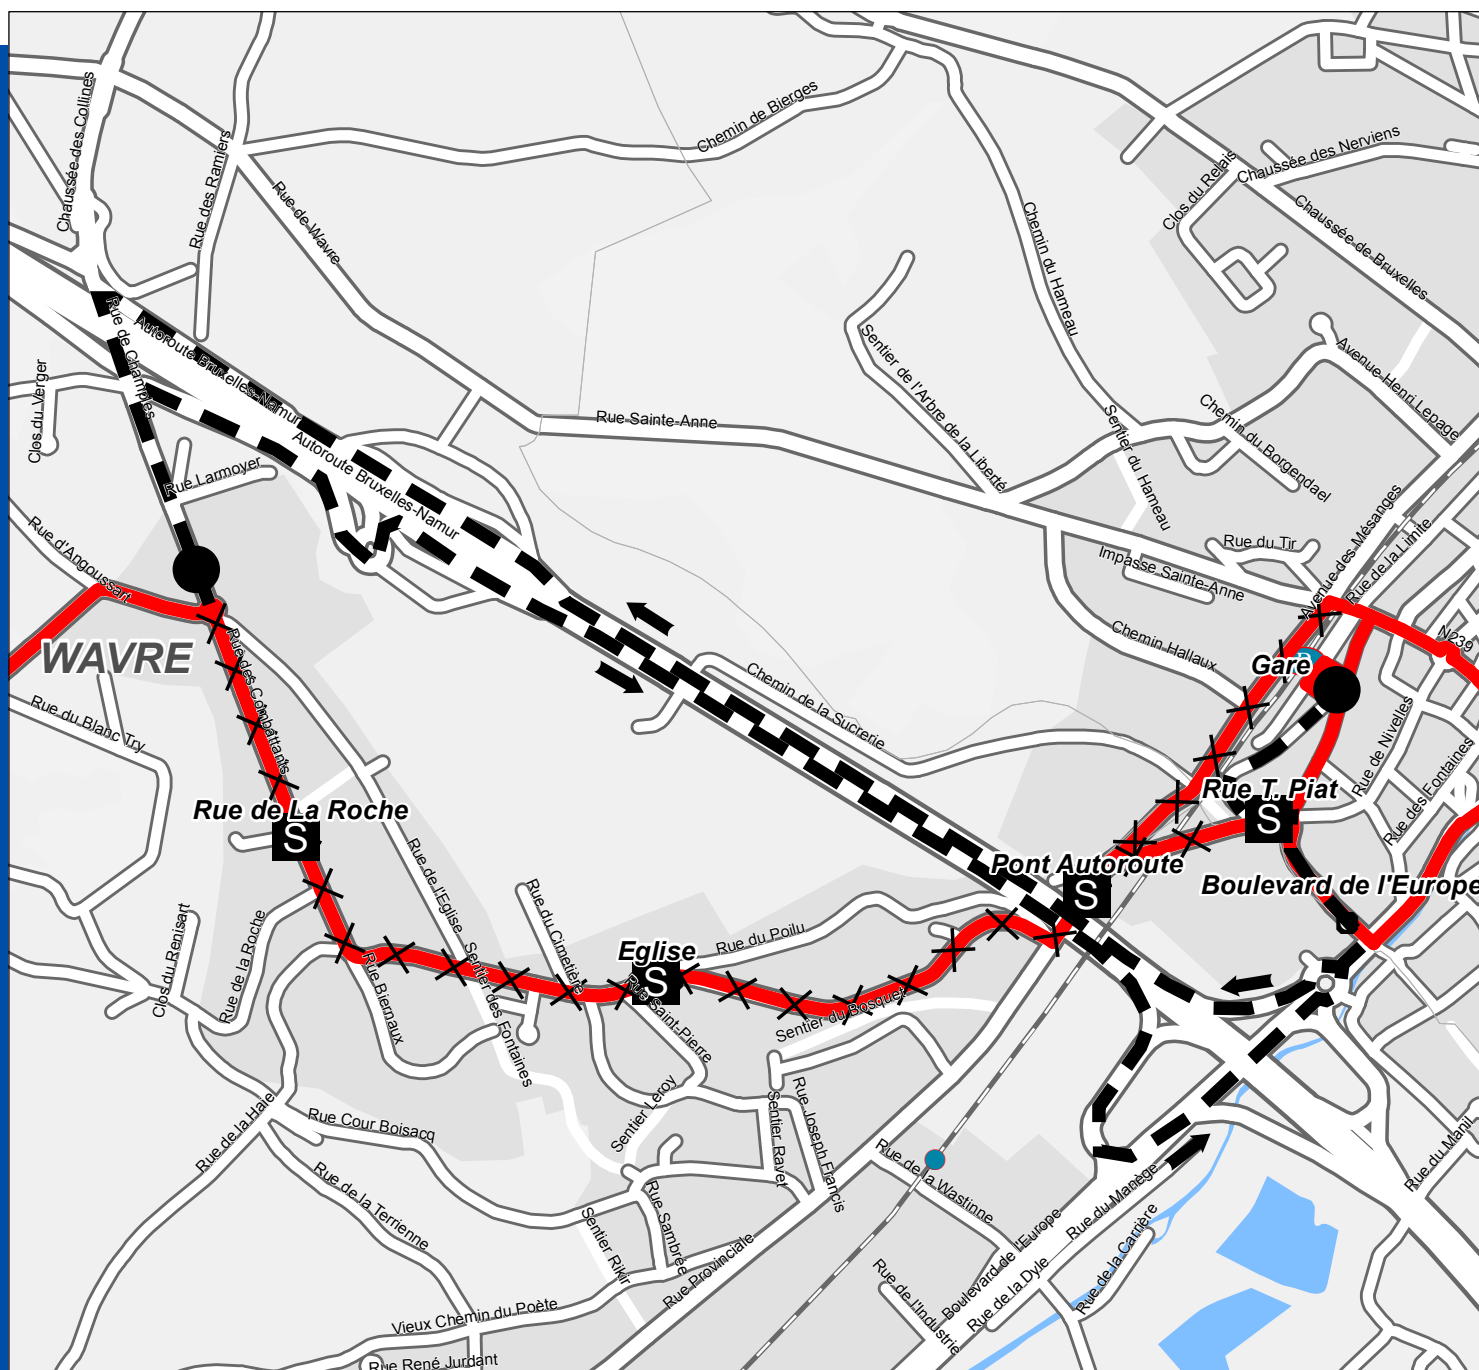 Chaussée des Collines
Rue des Ramiers
Rue de Wavre
Chemin de Bierges
Chemin du Hameau
Clos du Relais
Chaussée des Nerviens
Chaussée de Bruxelles
Avenue Henri Lepage
Chemin du Borgendael
Sentier du Hameau
Sentier de l'Arbre de la Liberté
Rue Sainte-Anne
Rue de Champles
Autoroute Bruxelles-Namur
Autoroute Bruxelles-Namur
Clos du Verger
Rue Larmoyer
Rue d'Angoussart
Avenue des Mésanges
Rue de la Limite
Rue du Tir
Impasse Sainte-Anne
Chemin Hallaux
N239
Gare
WAVRE
Rue des Combattants
Rue du Blanc Try
Chemin de la Sucrerie
Rue de Nivelles
Rue des Fontaines
Rue T. Piat
S
Rue de La Roche
S
Pont Autoroute
S
Boulevard de l'Europe
Rue de l'Eglise
Rue du Cimetière
Rue du Poilu
Eglise
S
Clos du Renisart
Rue de la Roche
Rue Biernaux
Sentier des Fontaines
Rue Saint-Pierre
Sentier du Bosquet
Sentier Leroy
Sentier Ravet
Rue Joseph Francis
Rue de la Haie
Rue Cour Boisacq
Rue de la Terrienne
Sentier Rikir
Rue Sambrée
Rue Provinciale
Rue de la Wastinne
Boulevard de l'Europe
Rue du Manège
Rue de la Dyle
Rue de la Carrière
Rue de l'Industrie
Rue du Manil
Vieux Chemin du Poète
Rue René Jurdant